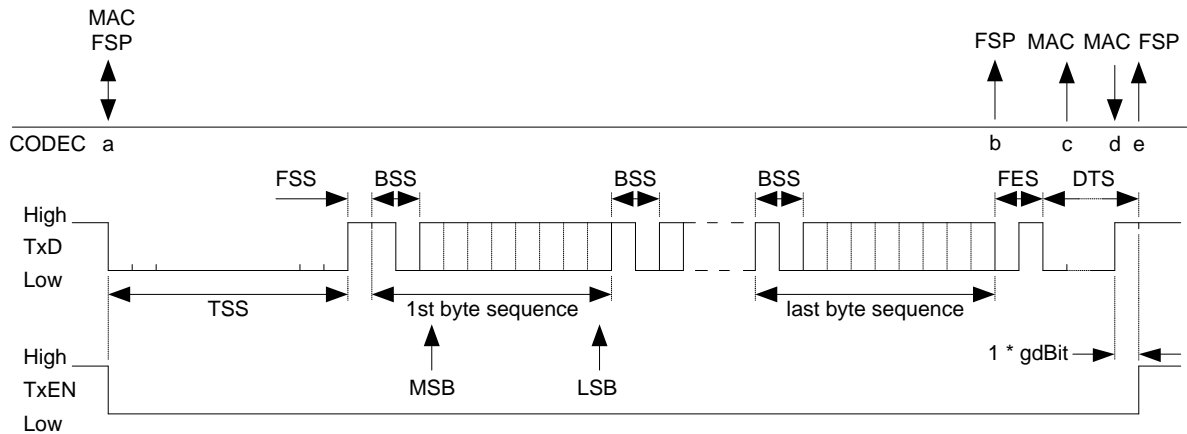 MAC
FSP
FSP MAC MAC FSP
CODEC a b c d e
FSS BSS BSS BSS FES DTS
High
TxD
Low
TSS 1st byte sequence last byte sequence
High
TxEN
Low
MSB LSB
1 * gdBit